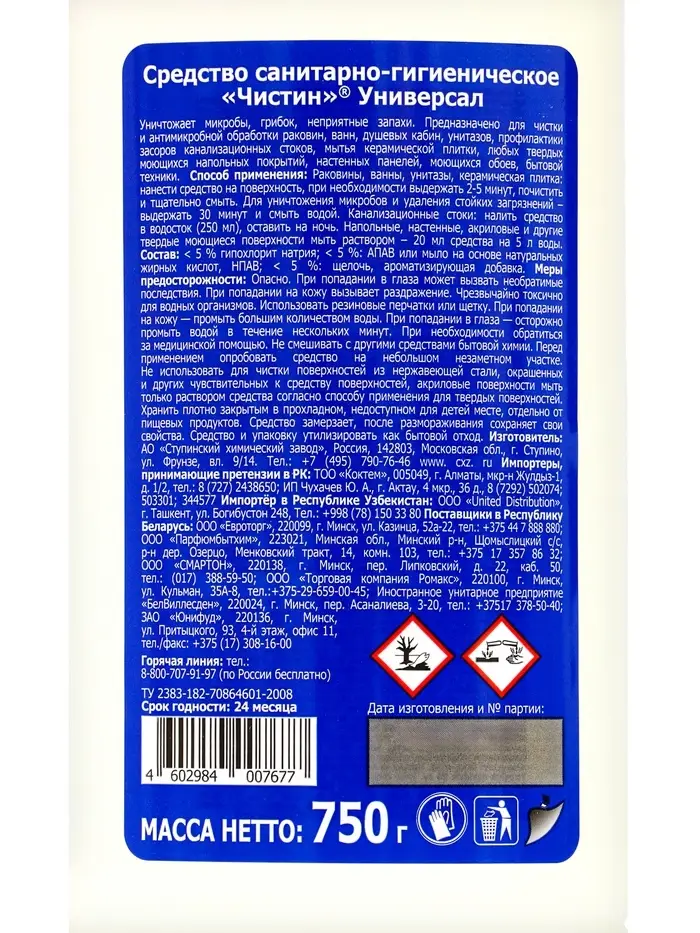 Средство санитарно-гигиеническое
«Чистин»® Универсал
Уничтожает микробы, грибок, неприятные запахи. Предназначено для чистки
и антимикробной обработки раковин, ванн, душевых кабин, унитазов, профилактики
засоров канализационных стоков, мытья керамической плитки, любых твердых
моющихся напольных покрытий, настенных панелей, моющихся обоев, бытовой
техники. Способ применения: Раковины, ванны, унитазы, керамическая плитка:
нанести средство на поверхность, при необходимости выдержать 2-5 минут, почистить
и тщательно смыть. Для уничтожения микробов и удаления стойких загрязнений –
выдержать 30 минут и смыть водой. Канализационные стоки: налить средство
в водосток (250 мл), оставить на ночь. Напольные, настенные, акриловые и другие
твердые моющиеся поверхности мыть раствором – 20 мл средства на 5 л воды.
Состав: < 5 % гипохлорит натрия; < 5 %: АПАВ или мыло на основе натуральных
жирных кислот, НПАВ; < 5 %: щелочь, ароматизирующая добавка. Меры
предосторожности: Опасно. При попадании в глаза может вызвать необратимые
последствия. При попадании на кожу вызывает раздражение. Чрезвычайно токсично
для водных организмов. Использовать резиновые перчатки или щетку. При попадании
на кожу — промыть большим количеством воды. При попадании в глаза — осторожно
промыть водой в течение нескольких минут. При необходимости обратиться
за медицинской помощью. Не смешивать с другими средствами бытовой химии. Перед
применением опробовать средство на небольшом незаметном участке.
Не использовать для чистки поверхностей из нержавеющей стали, окрашенных
и других чувствительных к средству поверхностей, акриловые поверхности мыть
только раствором средства согласно способу применения для твердых поверхностей.
Хранить плотно закрытым в прохладном, недоступном для детей месте, отдельно от
пищевых продуктов. Средство замерзает, после размораживания сохраняет свои
свойства. Средство и упаковку утилизировать как бытовой отход. Изготовитель:
АО «Ступинский химический завод», Россия, 142803, Московская обл., г. Ступино,
ул. Фрунзе, вл. 9/14. Тел.: +7 (495) 790-76-46 www.cxz.ru Импортеры,
принимающие претензии в РК: ТОО «Коктем», 005049, г. Алматы, мкр-н Жулдыз-1,
д. 1/2, тел.: 8 (727) 2438650; ИП Чухачев Ю. А., г. Актау, 4 мкр., 36 д., 8 (7292) 502074;
503301; 344577 Импортёр в Республике Узбекистан: ООО «United Distribution»,
г. Ташкент, ул. Богибустон 248, Тел: +998 (78) 150 33 80 Поставщики в Республику
Беларусь: ООО «Евроторг», 220099, г. Минск, ул. Казинца, 52а-22, тел.: +375 44 7 888 880;
ООО «Парфюмбытхим», 223021, Минская обл., Минский р-н, Щомыслицкий с/с,
р-н дер. Озерцо, Менковский тракт, 14, комн. 103, тел.: +375 17 357 86 32;
ООО «СМАРТОН», 220138, г. Минск, пер. Липковский, д. 22, каб. 50,
тел.: (017) 388-59-50; ООО «Торговая компания Ромакс», 220100, г. Минск,
ул. Кульман, 35А-8, тел.:+375-29-659-00-45; Иностранное унитарное предприятие
«БелВиллесден», 220024, г. Минск, пер. Асаналиева, 3-20, тел.: +37517 378-50-40;
ЗАО «Юнифуд», 220136, г. Минск,
ул. Притыцкого, 93, 4-й этаж, офис 11,
тел./факс: +375 (17) 308-16-00
Горячая линия: тел.:
8-800-707-91-97 (по России бесплатно)
ТУ 2383-182-70864601-2008
Срок годности: 24 месяца
Дата изготовления и № партии:
4 602984 007677
МАССА НЕТТО: 750 г